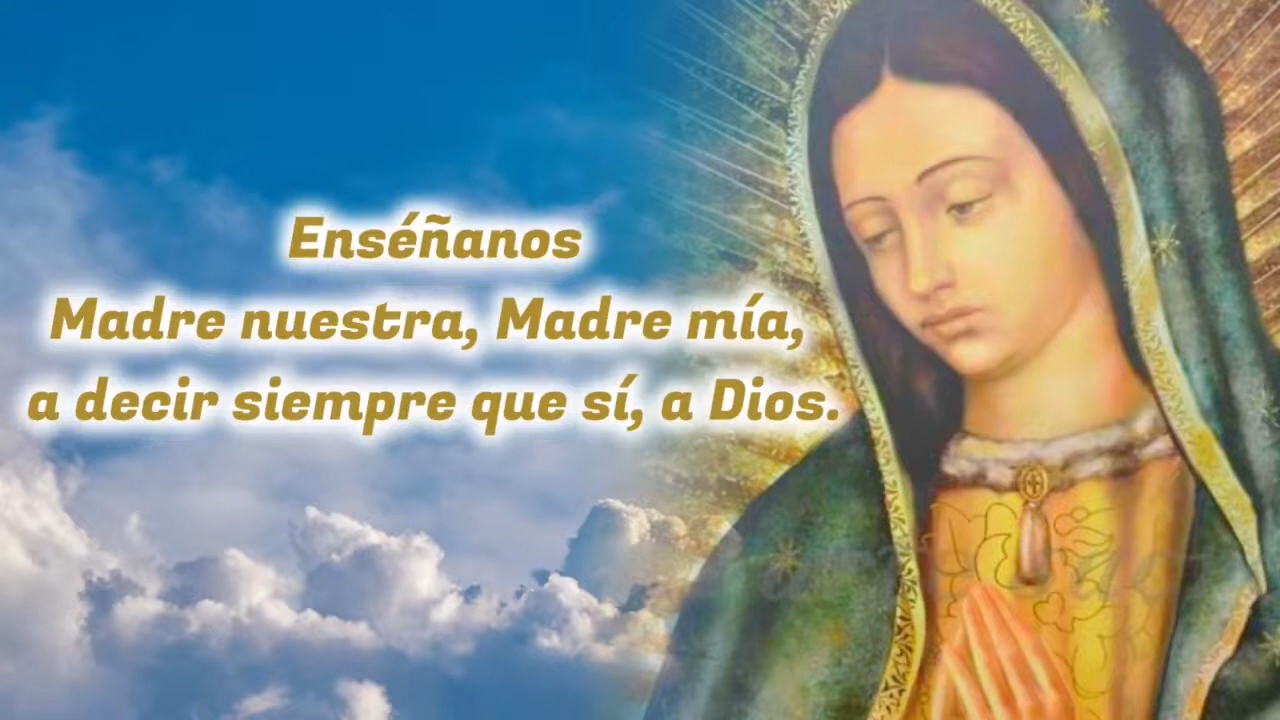 Enséñanos
Madre nuestra, Madre mía,
a decir siempre que sí, a Dios.